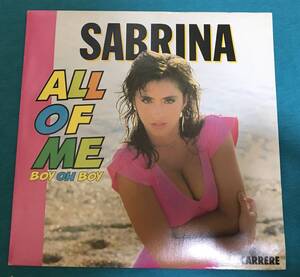 SABRINA
ALL
OF
ME
BOY OH BOY
CARRERE